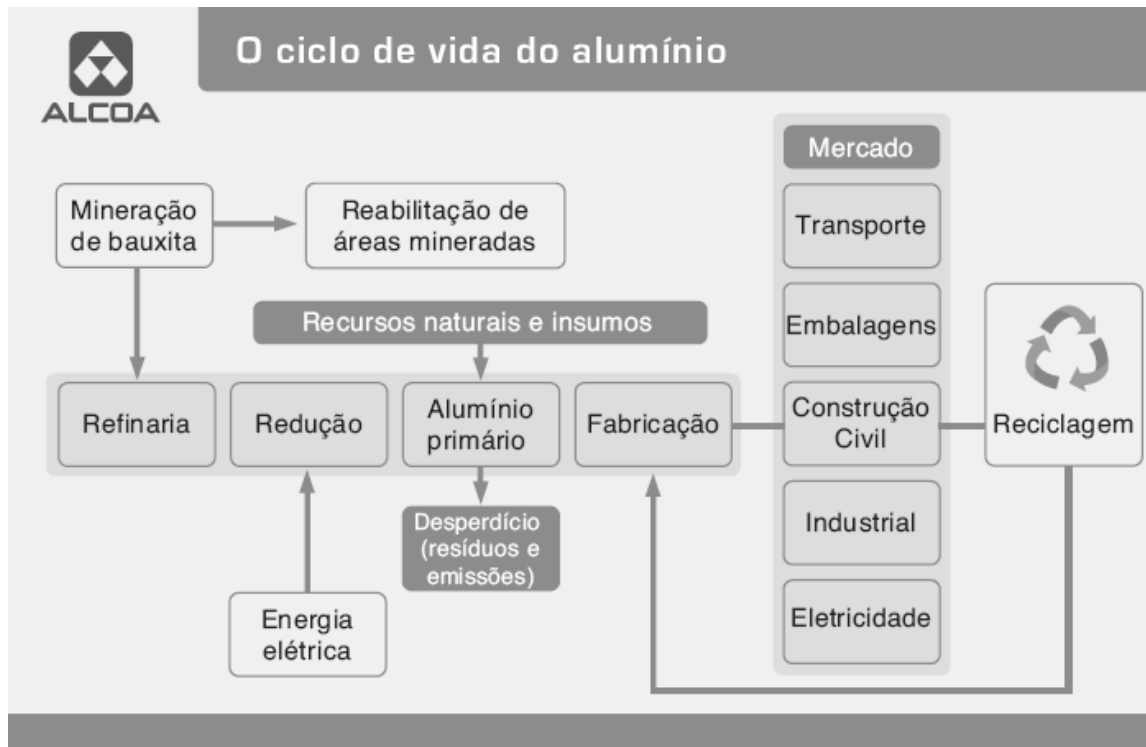 ALCOA
O ciclo de vida do alumínio
Mineração
de bauxita
Reabilitação de
áreas mineradas
Recursos naturais e insumos
Refinaria
Redução
Alumínio
primário
Fabricação
Desperdício
(resíduos e
emissões)
Energia
elétrica
Mercado
Transporte
Embalagens
Construção
Civil
Industrial
Eletricidade
Reciclagem